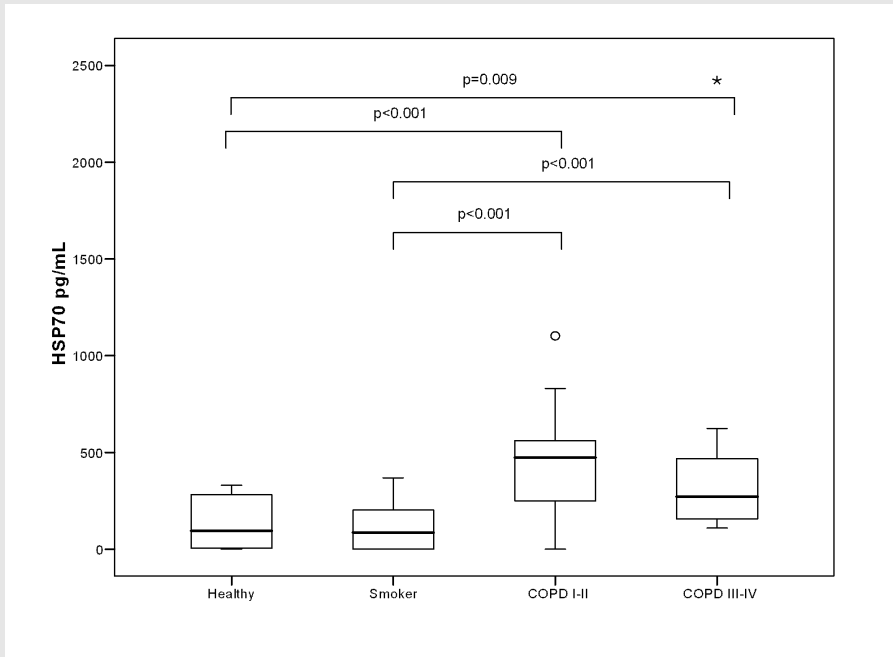 2500
p=0.009
p<0.001
2000
p<0.001
p<0.001
1500
HSP70 pg/mL
1000
500
0
Healthy
Smoker
COPD I-II
COPD III-IV